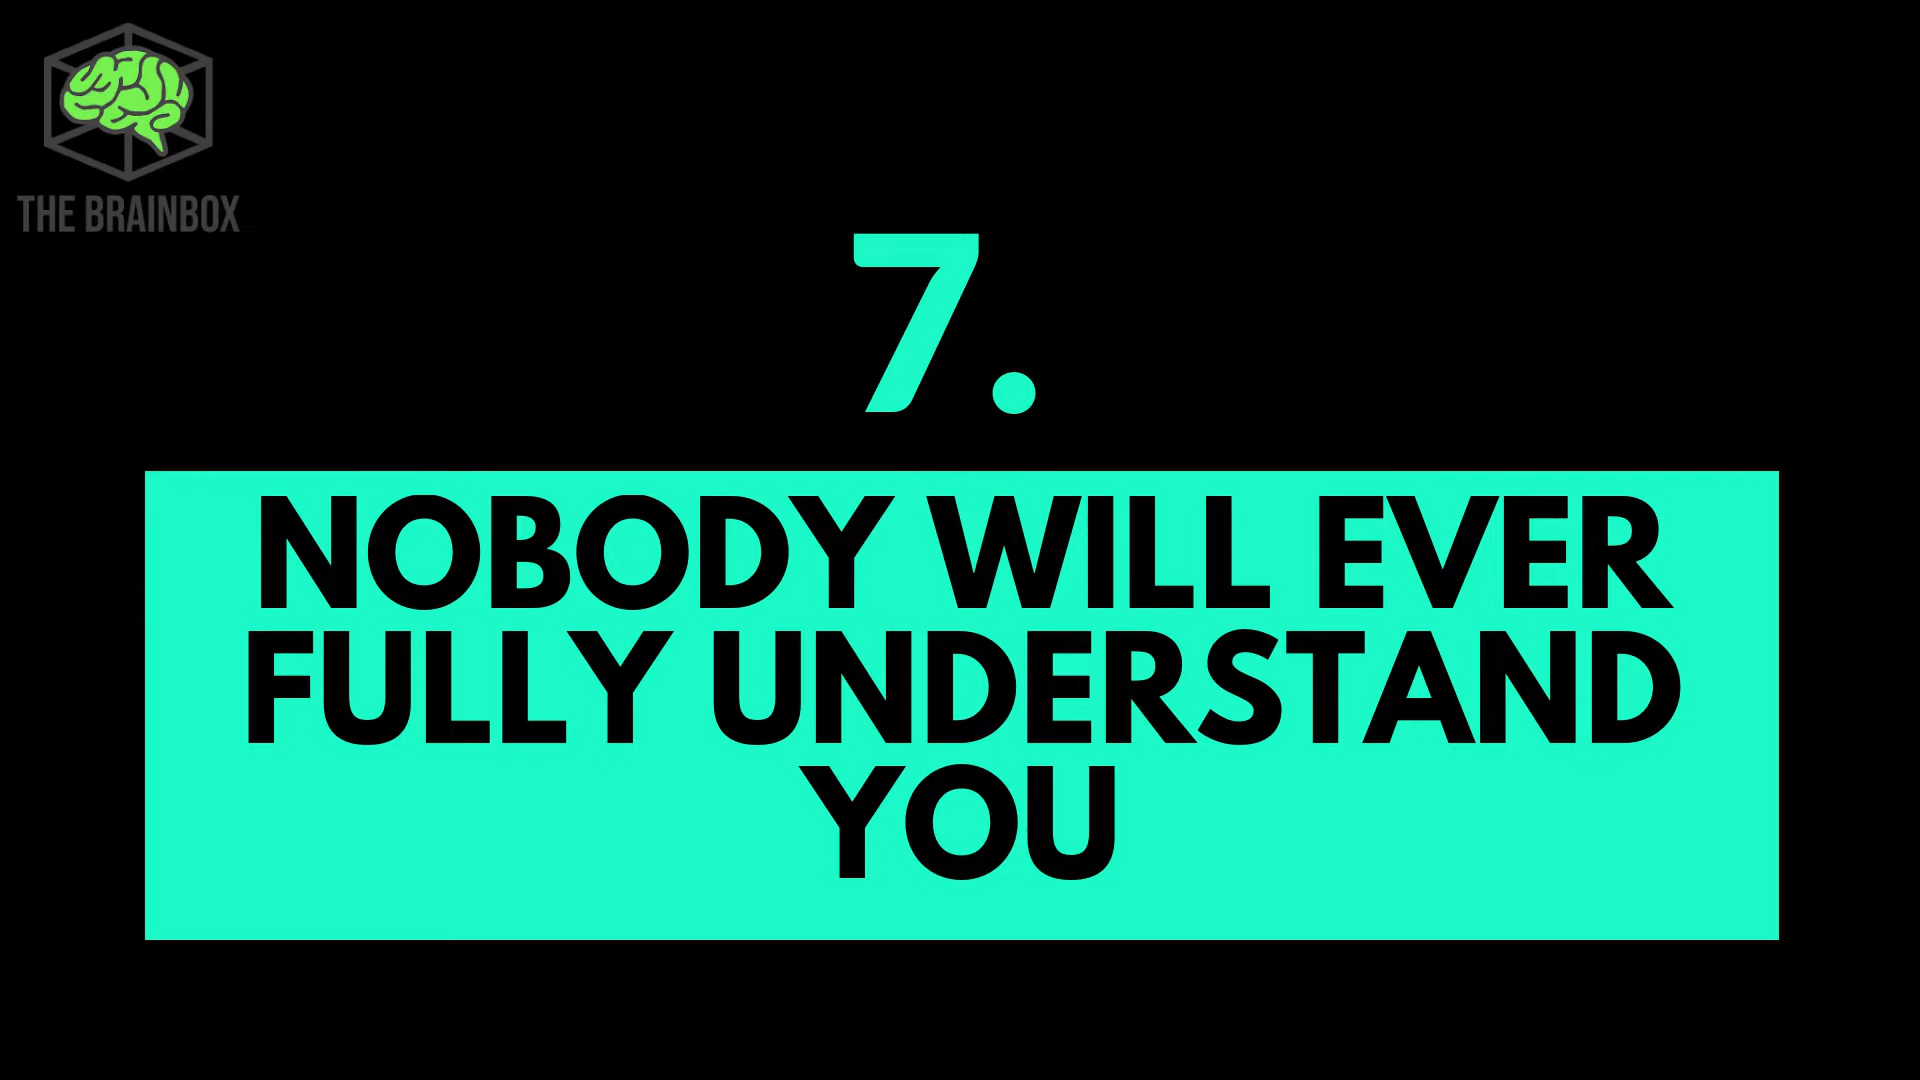 THE BRAINBOX
7.
NOBODY WILL EVER
FULLY UNDERSTAND
YOU